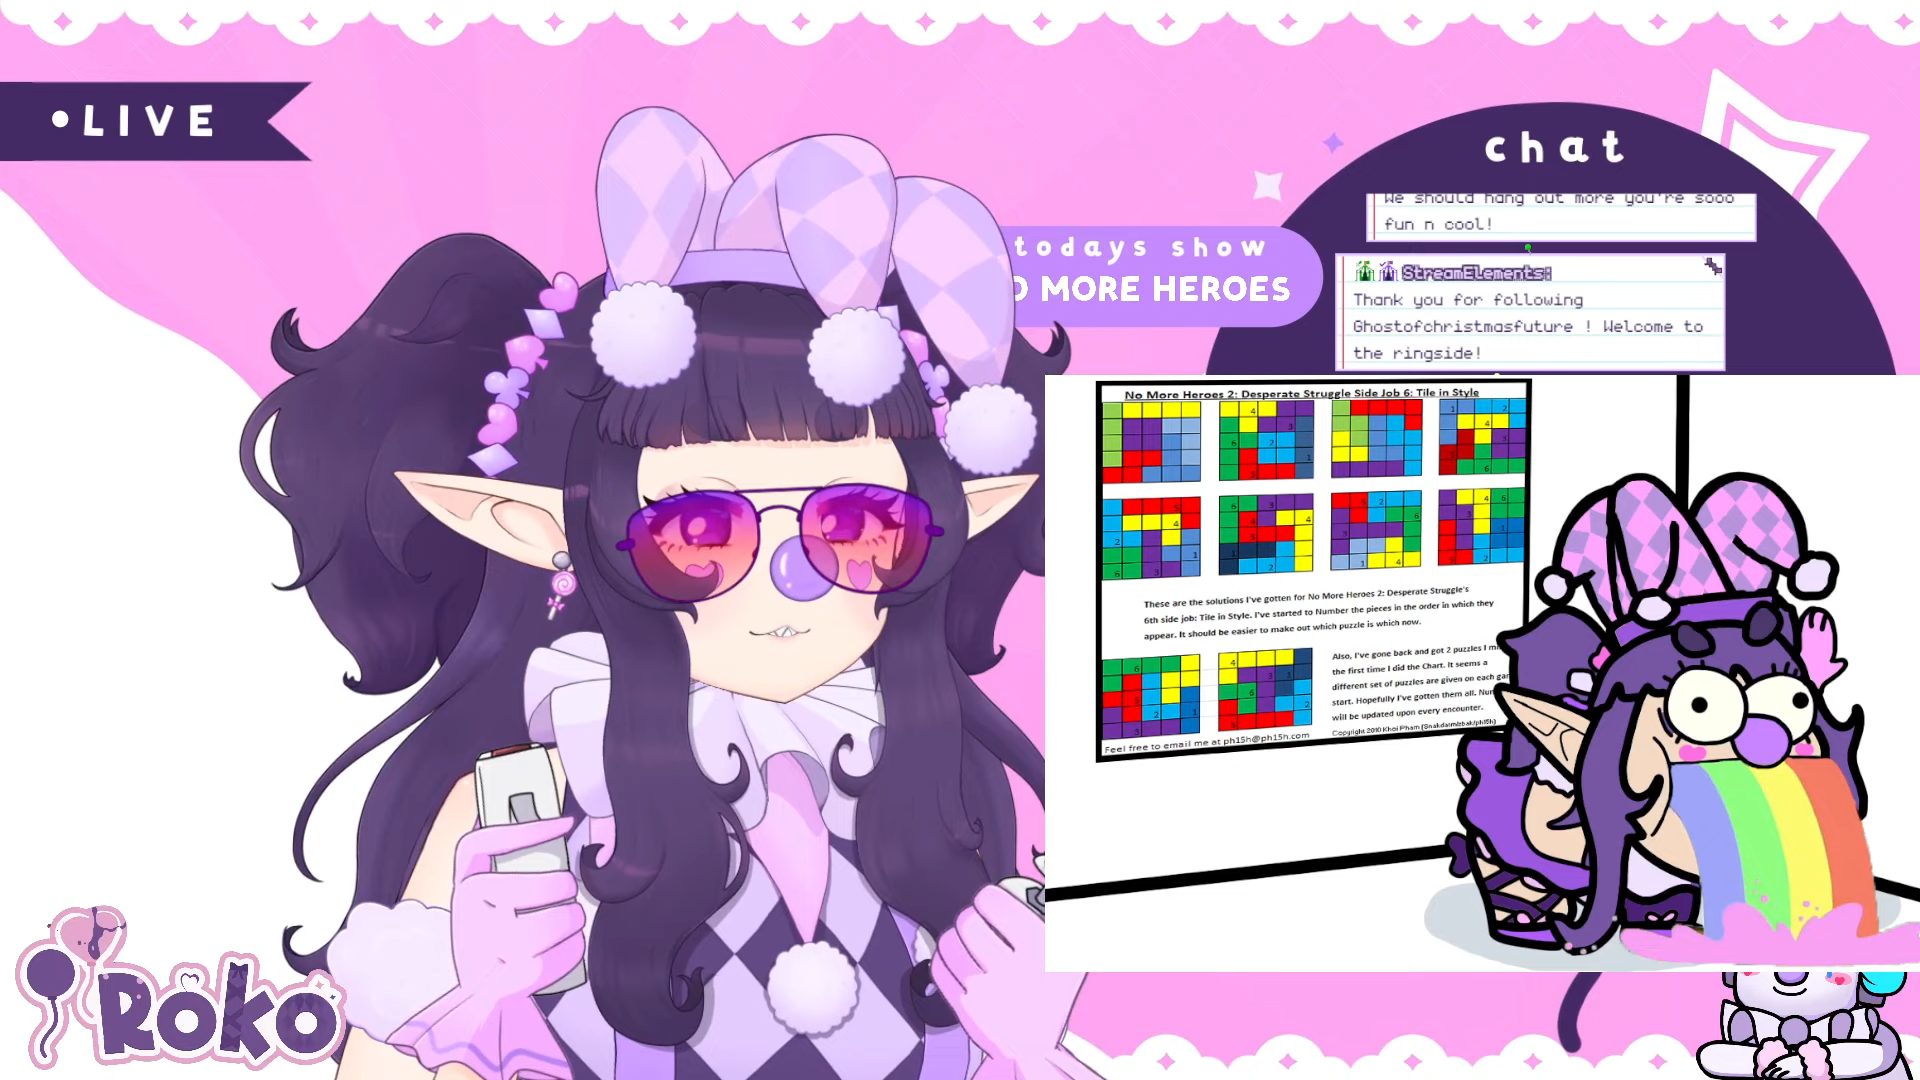 •LIVE
chat
We should hang out more you're sooo
fun n cool!
todays show
O MORE HEROES
StreamElements:
Thank you for following
Ghostofchristmasfuture ! Welcome to
the ringside!
No More Heroes 2: Desperate Struggle Side Job 6: Tile in Style
These are the solutions I've gotten for No More Heroes 2: Desperate Struggle's
6th side job: Tile in Style. I've started to Number the pieces in the order in which they
appear. It should be easier to make out which puzzle is which now.
Also, I've gone back and got 2 puzzles I
the first time I did the Chart. It seems a
different set of puzzles are given on each
start. Hopefully I've gotten them all.
will be updated upon every encounter.
Copyright 2010 Khoi Pham
Feel free to email me at ph15h@ph15h.com
Roko